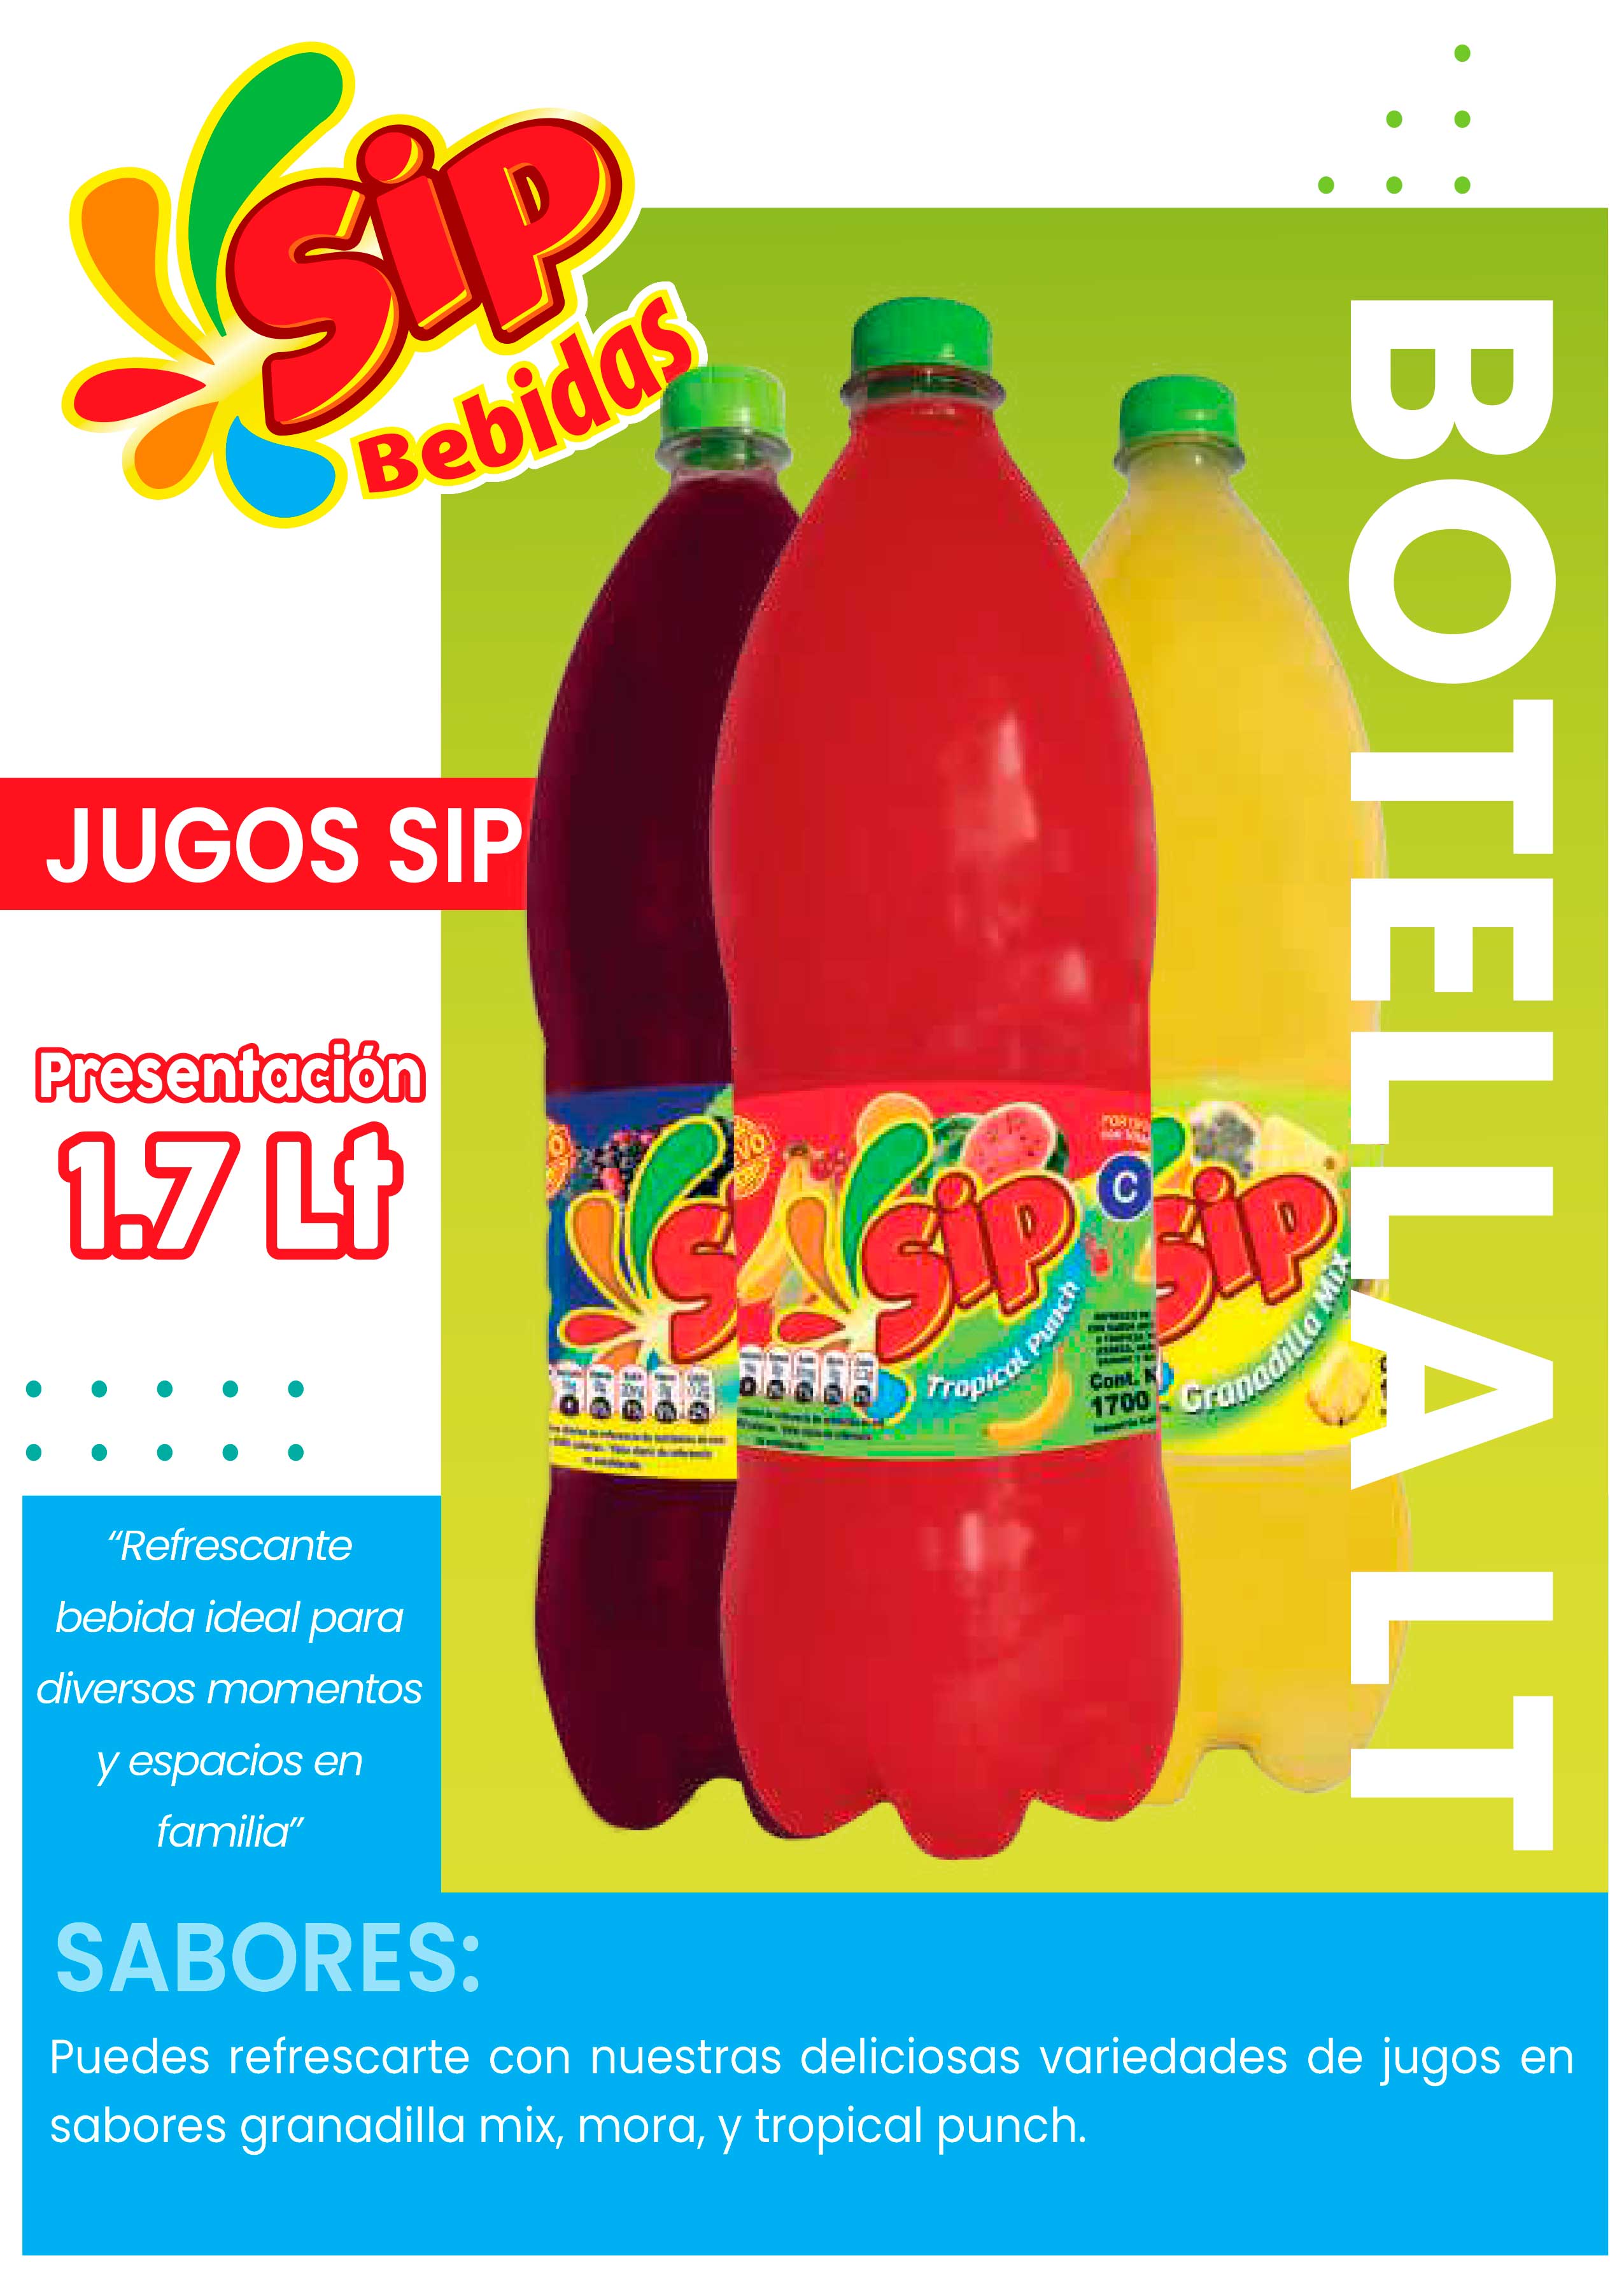 Sip
Bebidas
BOTELLA LT
JUGOS SIP
Presentación
1.7 Lt
Sip
Tropical Punch
C
Cont.
1700
Sip
Granadilla Mix
“Refrescante
bebida ideal para
diversos momentos
y espacios en
familia”
SABORES:
Puedes refrescarte con nuestras deliciosas variedades de jugos en
sabores granadilla mix, mora, y tropical punch.